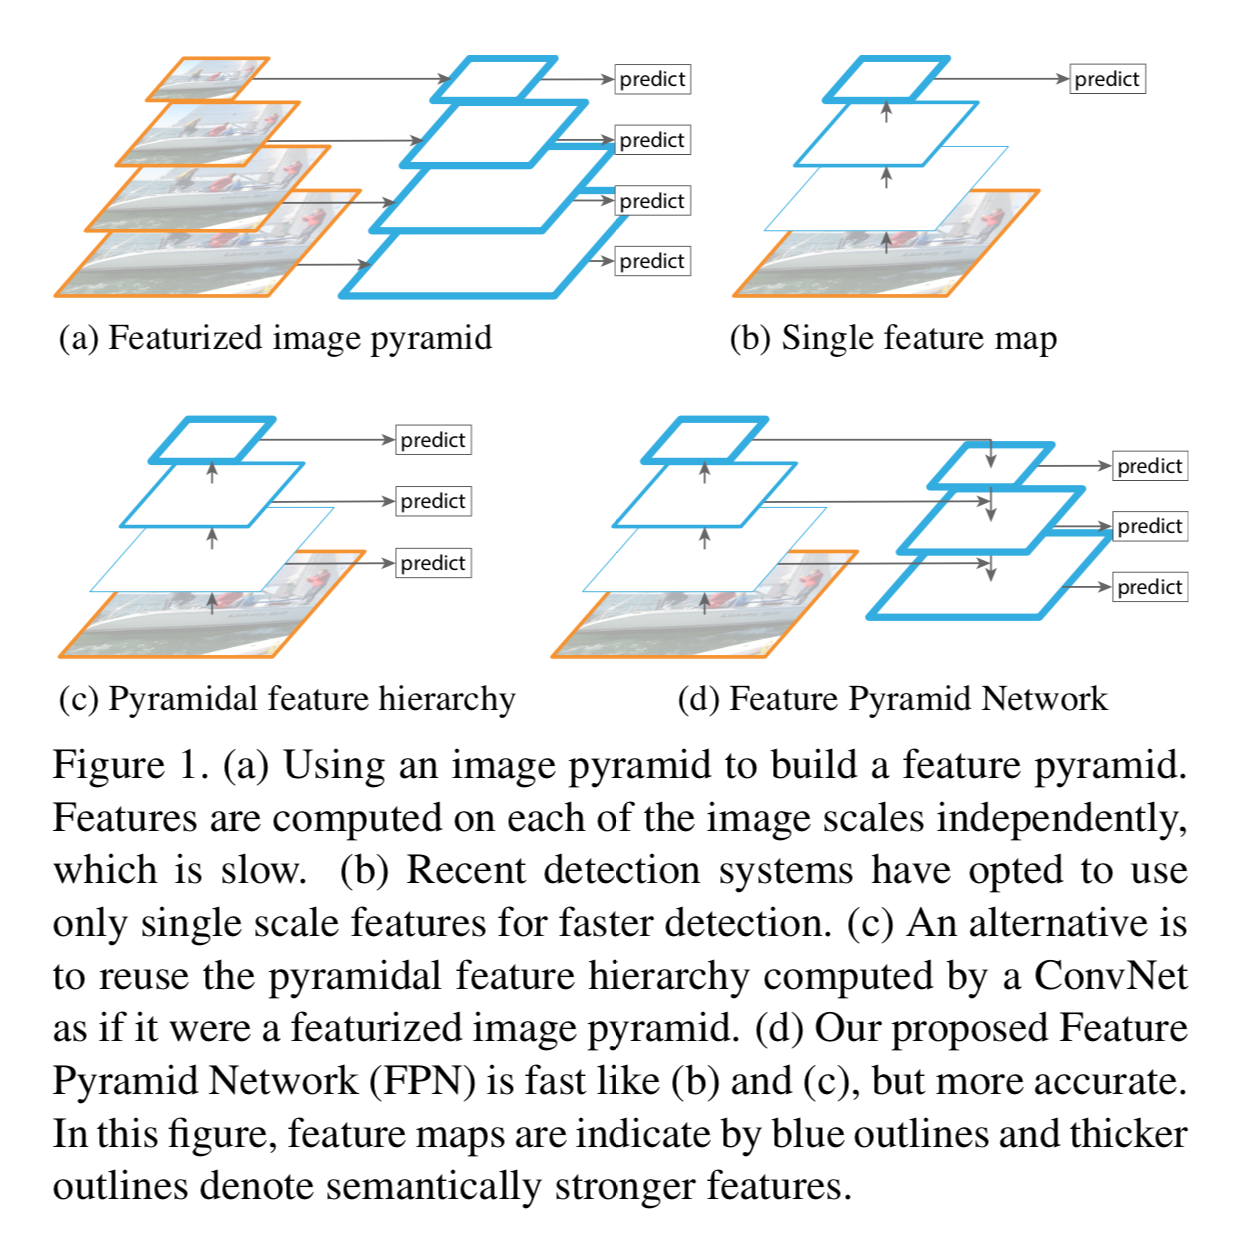 predict
predict
predict
predict
predict
(a) Featurized image pyramid
(b) Single feature map
predict
predict
predict
predict
predict
predict
(c) Pyramidal feature hierarchy
(d) Feature Pyramid Network
Figure 1. (a) Using an image pyramid to build a feature pyramid.
Features are computed on each of the image scales independently,
which is slow. (b) Recent detection systems have opted to use
only single scale features for faster detection. (c) An alternative is
to reuse the pyramidal feature hierarchy computed by a ConvNet
as if it were a featurized image pyramid. (d) Our proposed Feature
Pyramid Network (FPN) is fast like (b) and (c), but more accurate.
In this figure, feature maps are indicate by blue outlines and thicker
outlines denote semantically stronger features.